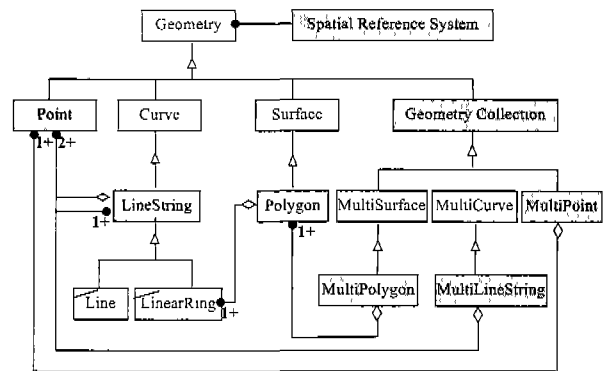 Geometry
Spatial Reference System
Point
Curve
Surface
Geometry Collection
1+ 2+
LineString
1+
Polygon
1+
MultiSurface
MultiCurve
MultiPoint
Line
LinearRing
1+
MultiPolygon
MultiLineString